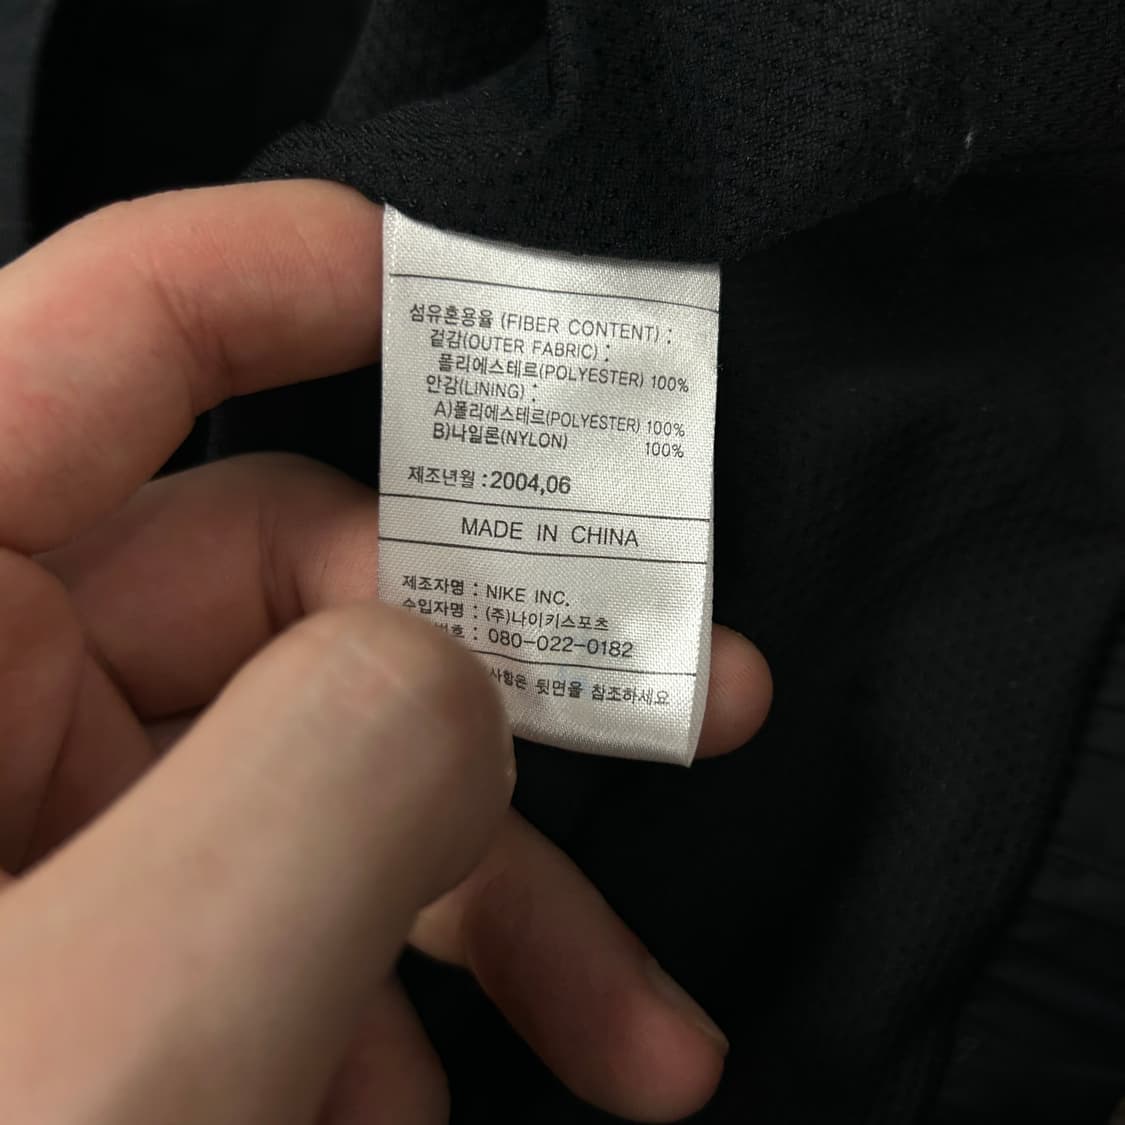 섬유혼용율 (FIBER CONTENT) :
겉감(OUTER FABRIC) :
폴리에스테르(POLYESTER) 100%
안감(LINING) :
A)폴리에스테르(POLYESTER) 100%
B)나일론(NYLON) 100%
제조년월 : 2004,06
MADE IN CHINA
제조자명 : NIKE INC.
수입자명 : (주)나이키스포츠
: 080-022-0182
사항은 뒷면을 참조하세요